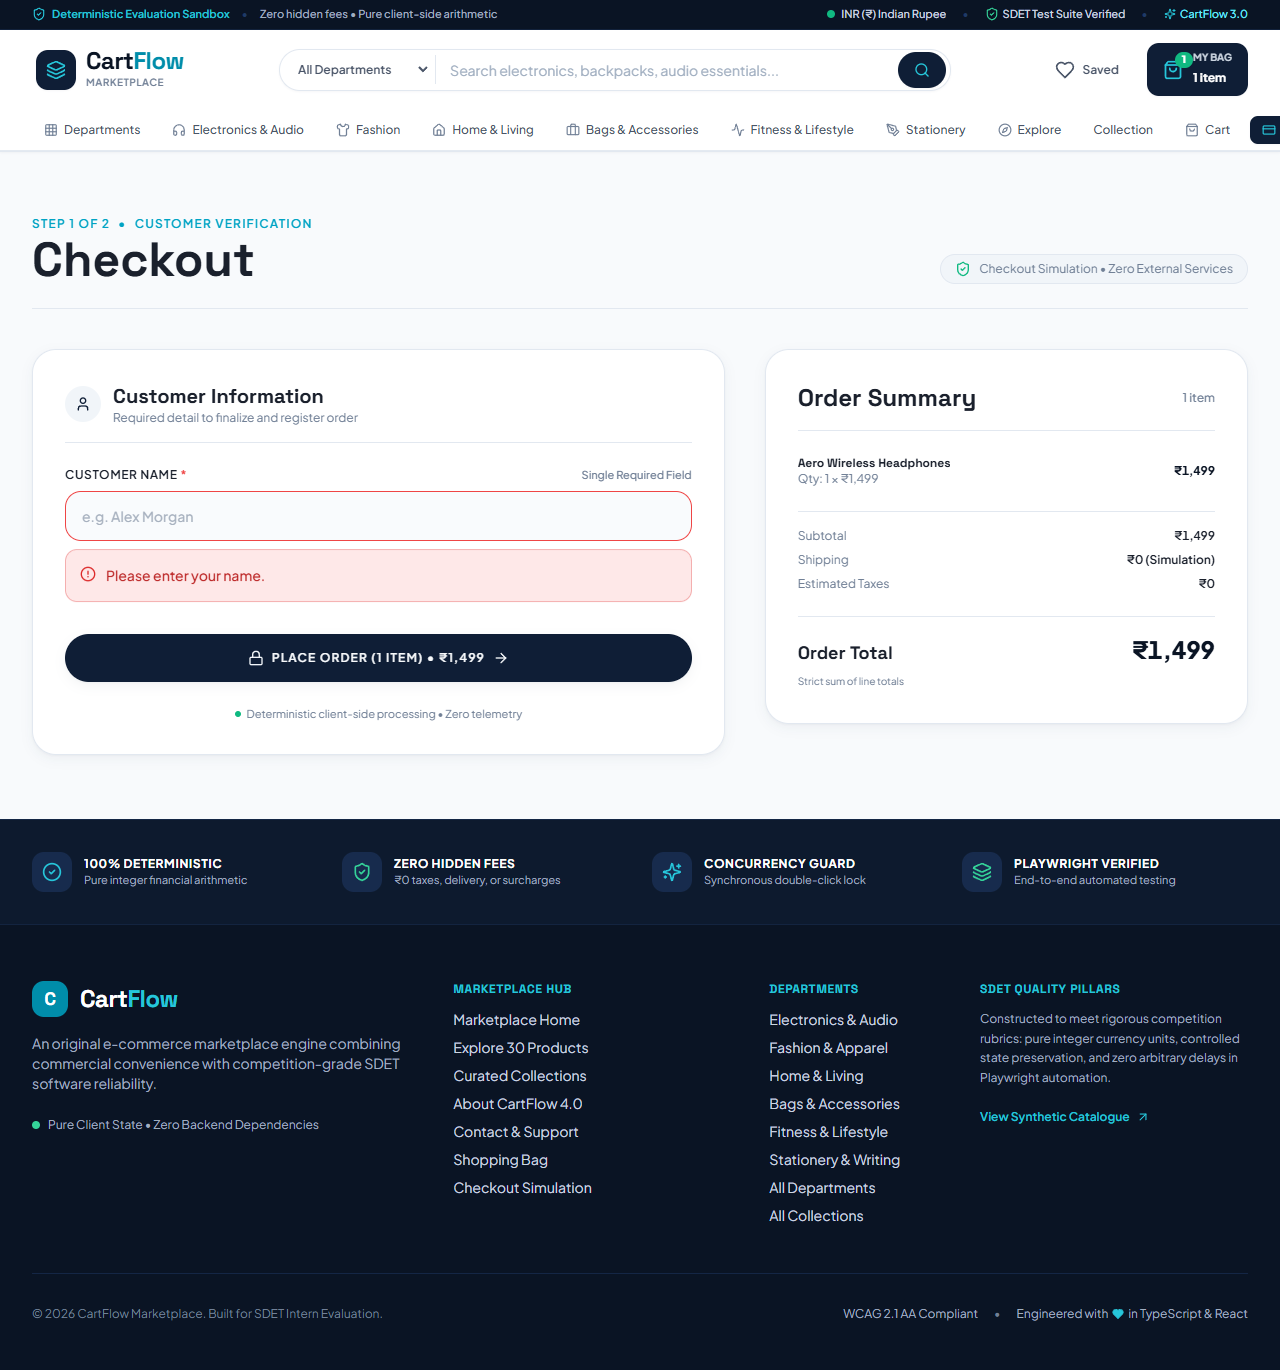 Deterministic Evaluation Sandbox • Zero hidden fees • Pure client-side arithmetic
INR (₹) Indian Rupee • SDET Test Suite Verified • CartFlow 3.0
CartFlow
MARKETPLACE
All Departments
Search electronics, backpacks, audio essentials...
Saved
1
MY BAG
1 Item
Departments
Electronics & Audio
Fashion
Home & Living
Bags & Accessories
Fitness & Lifestyle
Stationery
Explore
Collection
Cart
STEP 1 OF 2 • CUSTOMER VERIFICATION
Checkout
Checkout Simulation • Zero External Services
Customer Information
Required detail to finalize and register order
CUSTOMER NAME *
Single Required Field
e.g. Alex Morgan
Please enter your name.
PLACE ORDER (1 ITEM) • ₹1,499
Deterministic client-side processing • Zero telemetry
Order Summary
1 item
Aero Wireless Headphones
Qty: 1 × ₹1,499
₹1,499
Subtotal ₹1,499
Shipping ₹0 (Simulation)
Estimated Taxes ₹0
Order Total ₹1,499
Strict sum of line totals
100% DETERMINISTIC
Pure integer financial arithmetic
ZERO HIDDEN FEES
₹0 taxes, delivery, or surcharges
CONCURRENCY GUARD
Synchronous double-click lock
PLAYWRIGHT VERIFIED
End-to-end automated testing
C CartFlow
An original e-commerce marketplace engine combining
commercial convenience with competition-grade SDET
software reliability.
Pure Client State • Zero Backend Dependencies
MARKETPLACE HUB
Marketplace Home
Explore 30 Products
Curated Collections
About CartFlow 4.0
Contact & Support
Shopping Bag
Checkout Simulation
DEPARTMENTS
Electronics & Audio
Fashion & Apparel
Home & Living
Bags & Accessories
Fitness & Lifestyle
Stationery & Writing
All Departments
All Collections
SDET QUALITY PILLARS
Constructed to meet rigorous competition
rubrics: pure integer currency units, controlled
state preservation, and zero arbitrary delays in
Playwright automation.
View Synthetic Catalogue
© 2026 CartFlow Marketplace. Built for SDET Intern Evaluation.
WCAG 2.1 AA Compliant • Engineered with in TypeScript & React